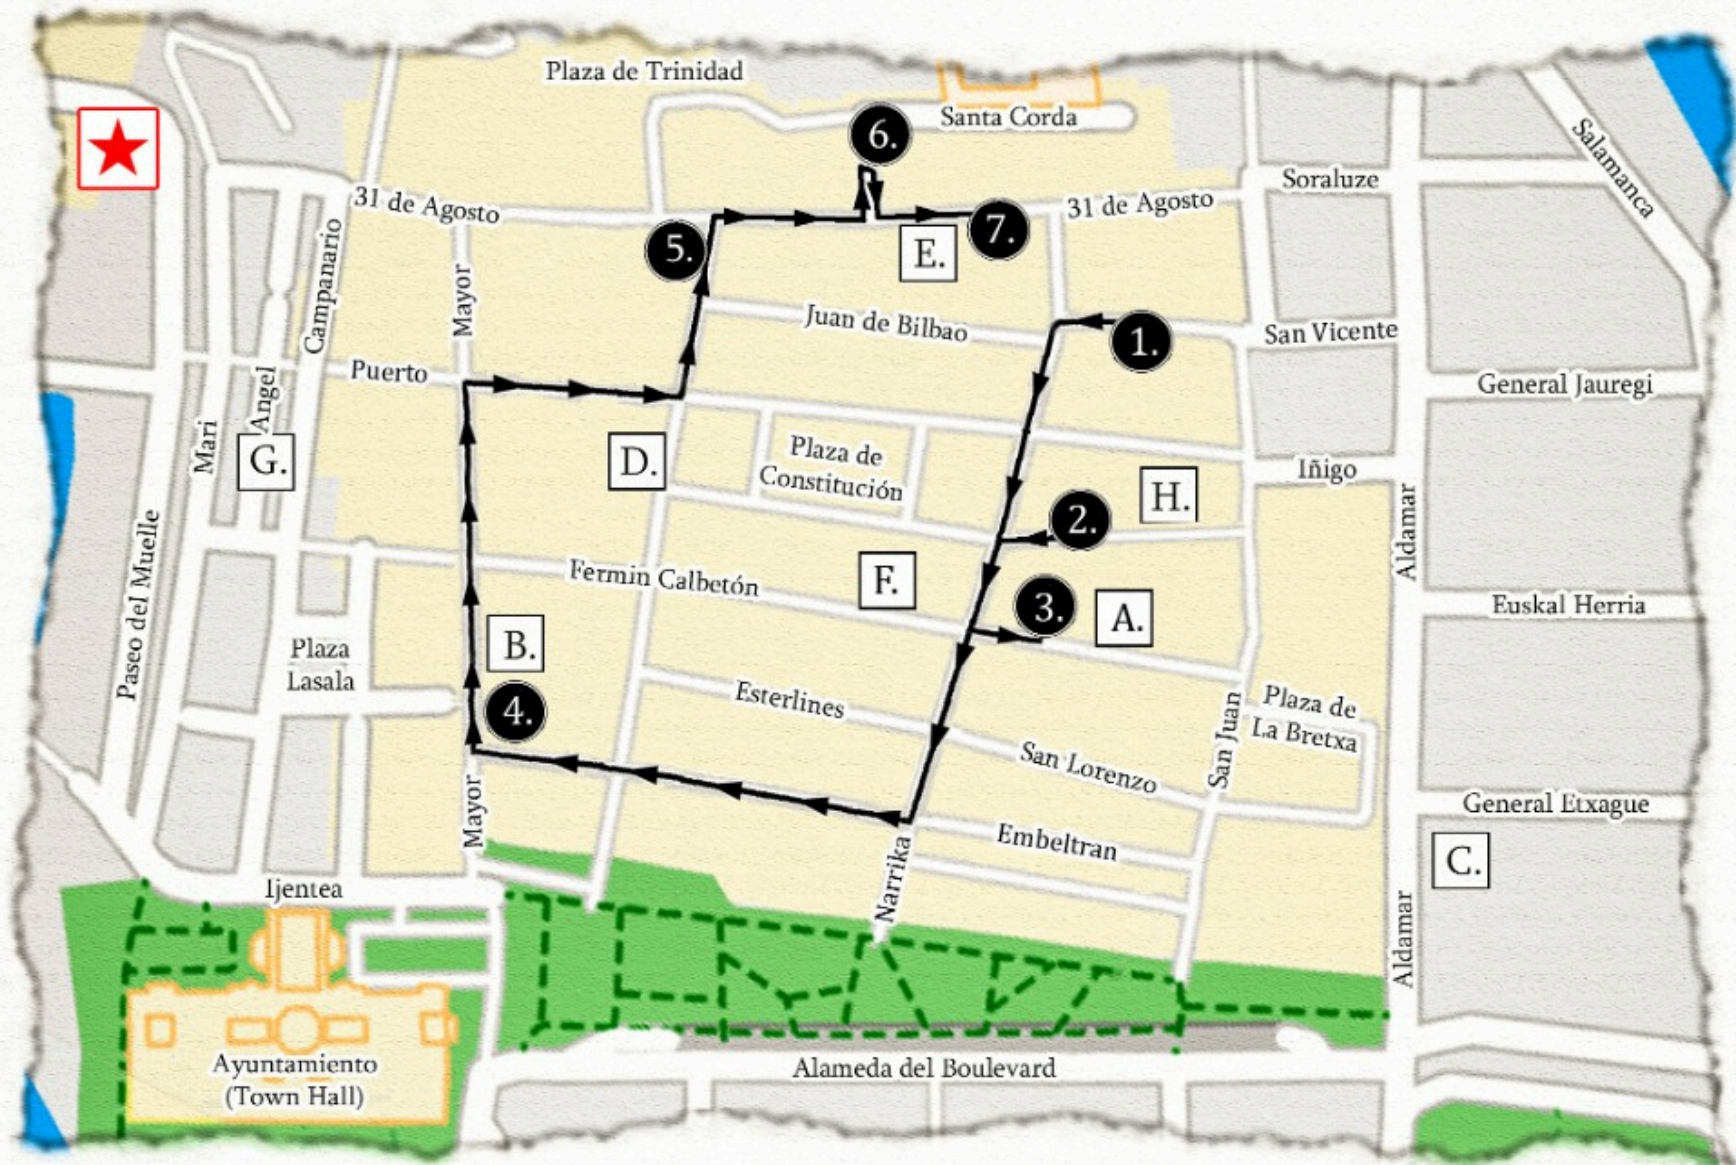 Plaza de Trinidad
Santa Corda
6.
Salamanca
31 de Agosto
31 de Agosto
Soraluze
5.
E.
7.
Campanario
Mayor
Juan de Bilbao
1.
San Vicente
Puerto
General Jauregi
Angel
Mari
G.
D.
Plaza de
Constitución
H.
Iñigo
2.
Aldamar
Paseo del Muelle
Fermin Calbetón
F.
3.
A.
Euskal Herria
B.
Plaza
Lasala
4.
Esterlines
San Lorenzo
San Juan
Plaza de
La Bretxa
General Etxague
Mayor
Embeltran
C.
Narrika
Ijentea
Aldamar
Ayuntamiento
(Town Hall)
Alameda del Boulevard